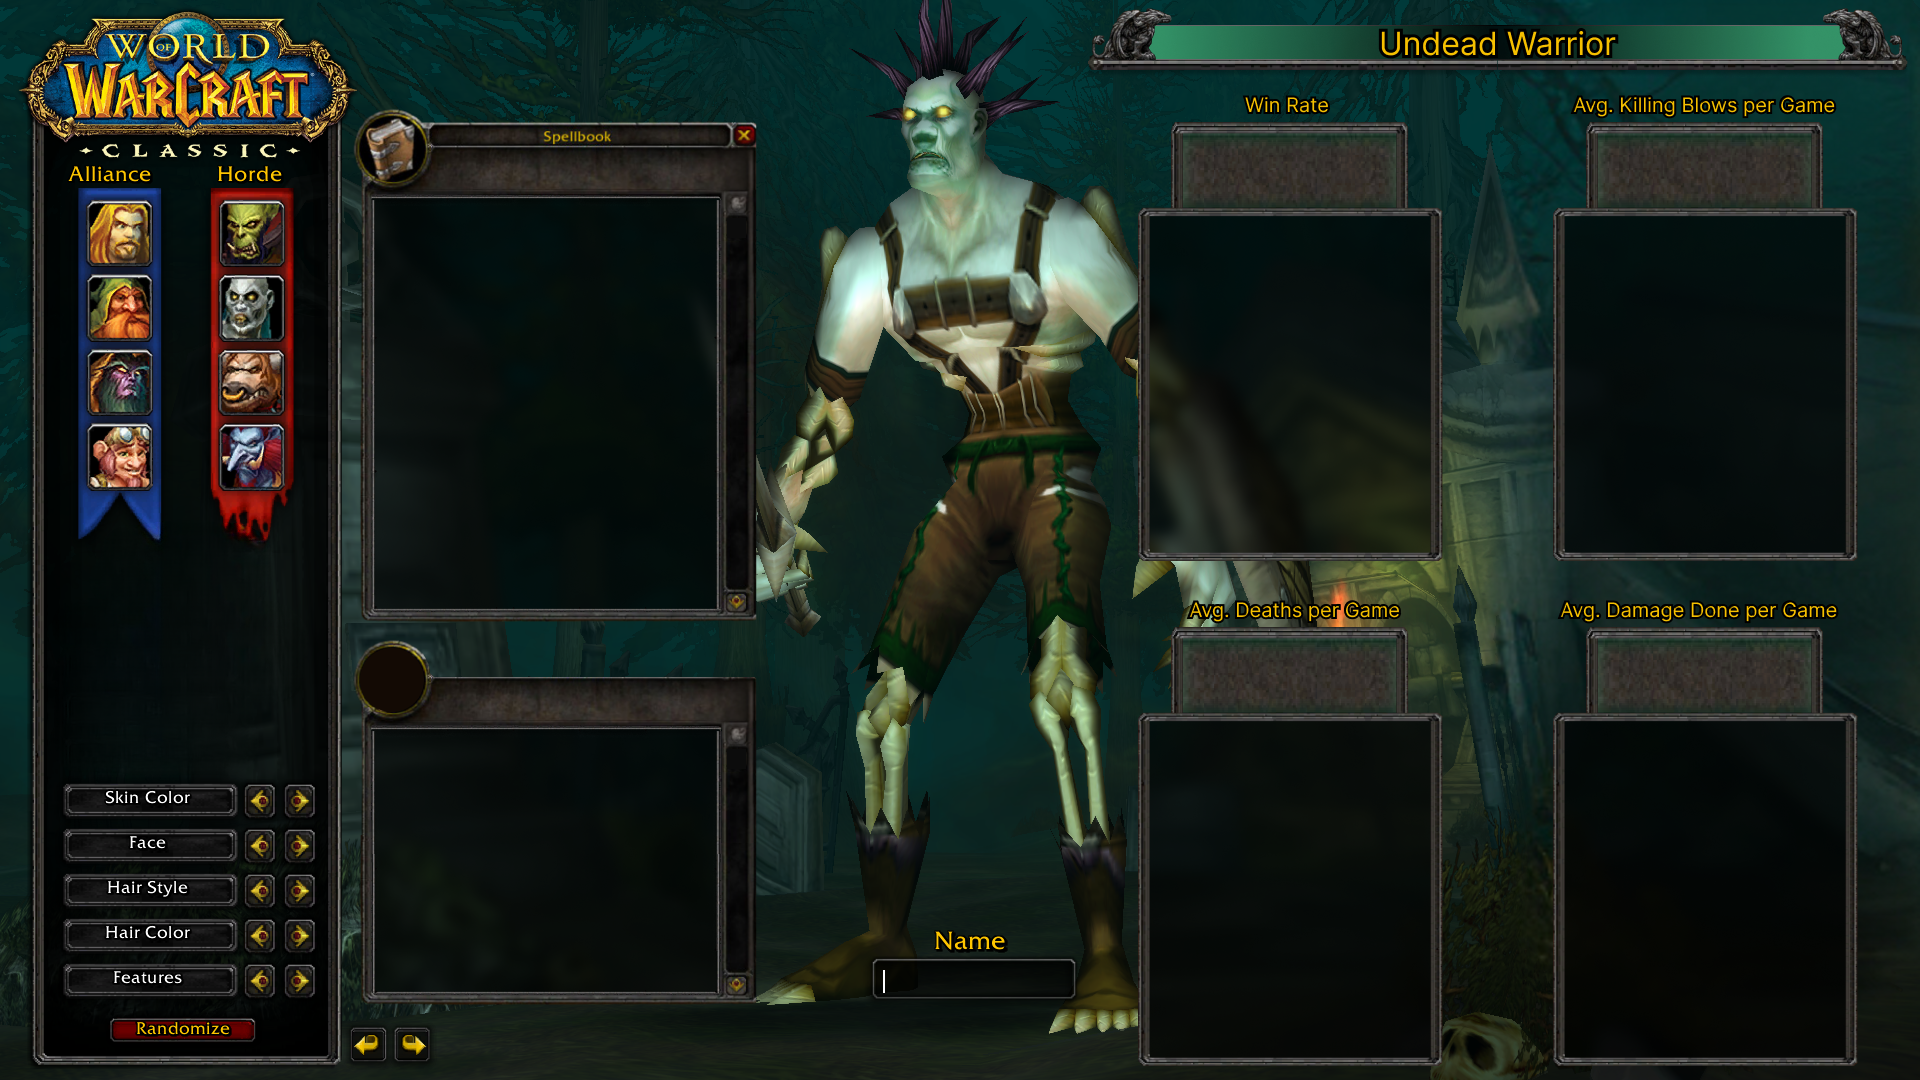 WORLD
OF
WARCRAFT
CLASSIC
Alliance
Horde
Skin Color
Face
Hair Style
Hair Color
Features
Randomize
Spellbook
Name
Undead Warrior
Win Rate
Avg. Killing Blows per Game
Avg. Deaths per Game
Avg. Damage Done per Game